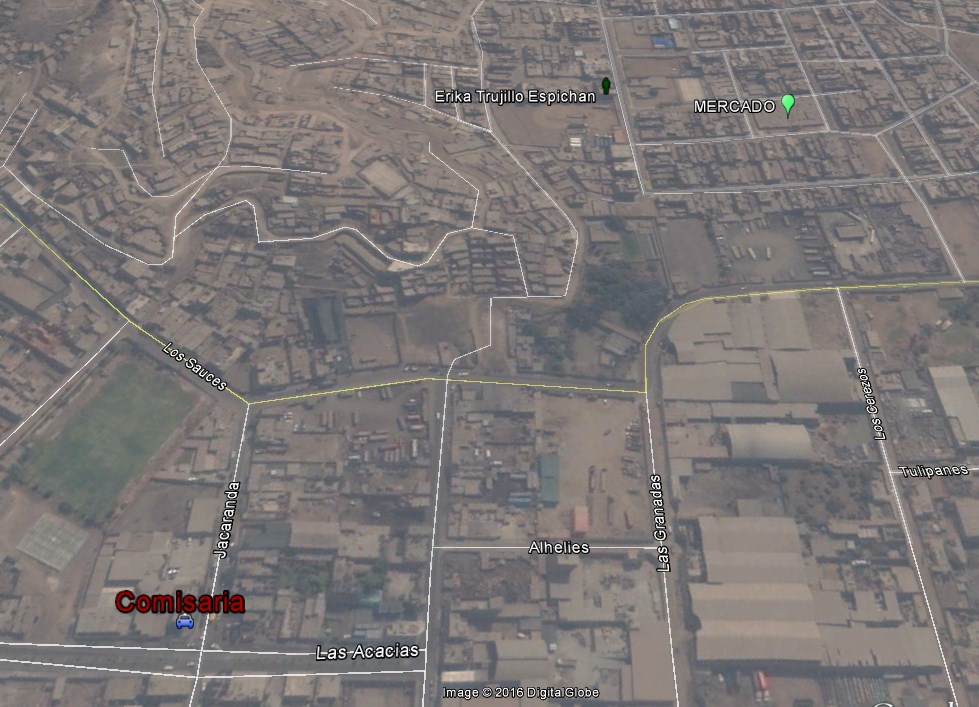 Erika Trujillo Espichan
MERCADO
Los Sauces
Los Cerezos
Tulipanes
Jacaranda
Las Granadas
Alhelies
Comisaria
Las Acacias
Image © 2016 DigitalGlobe